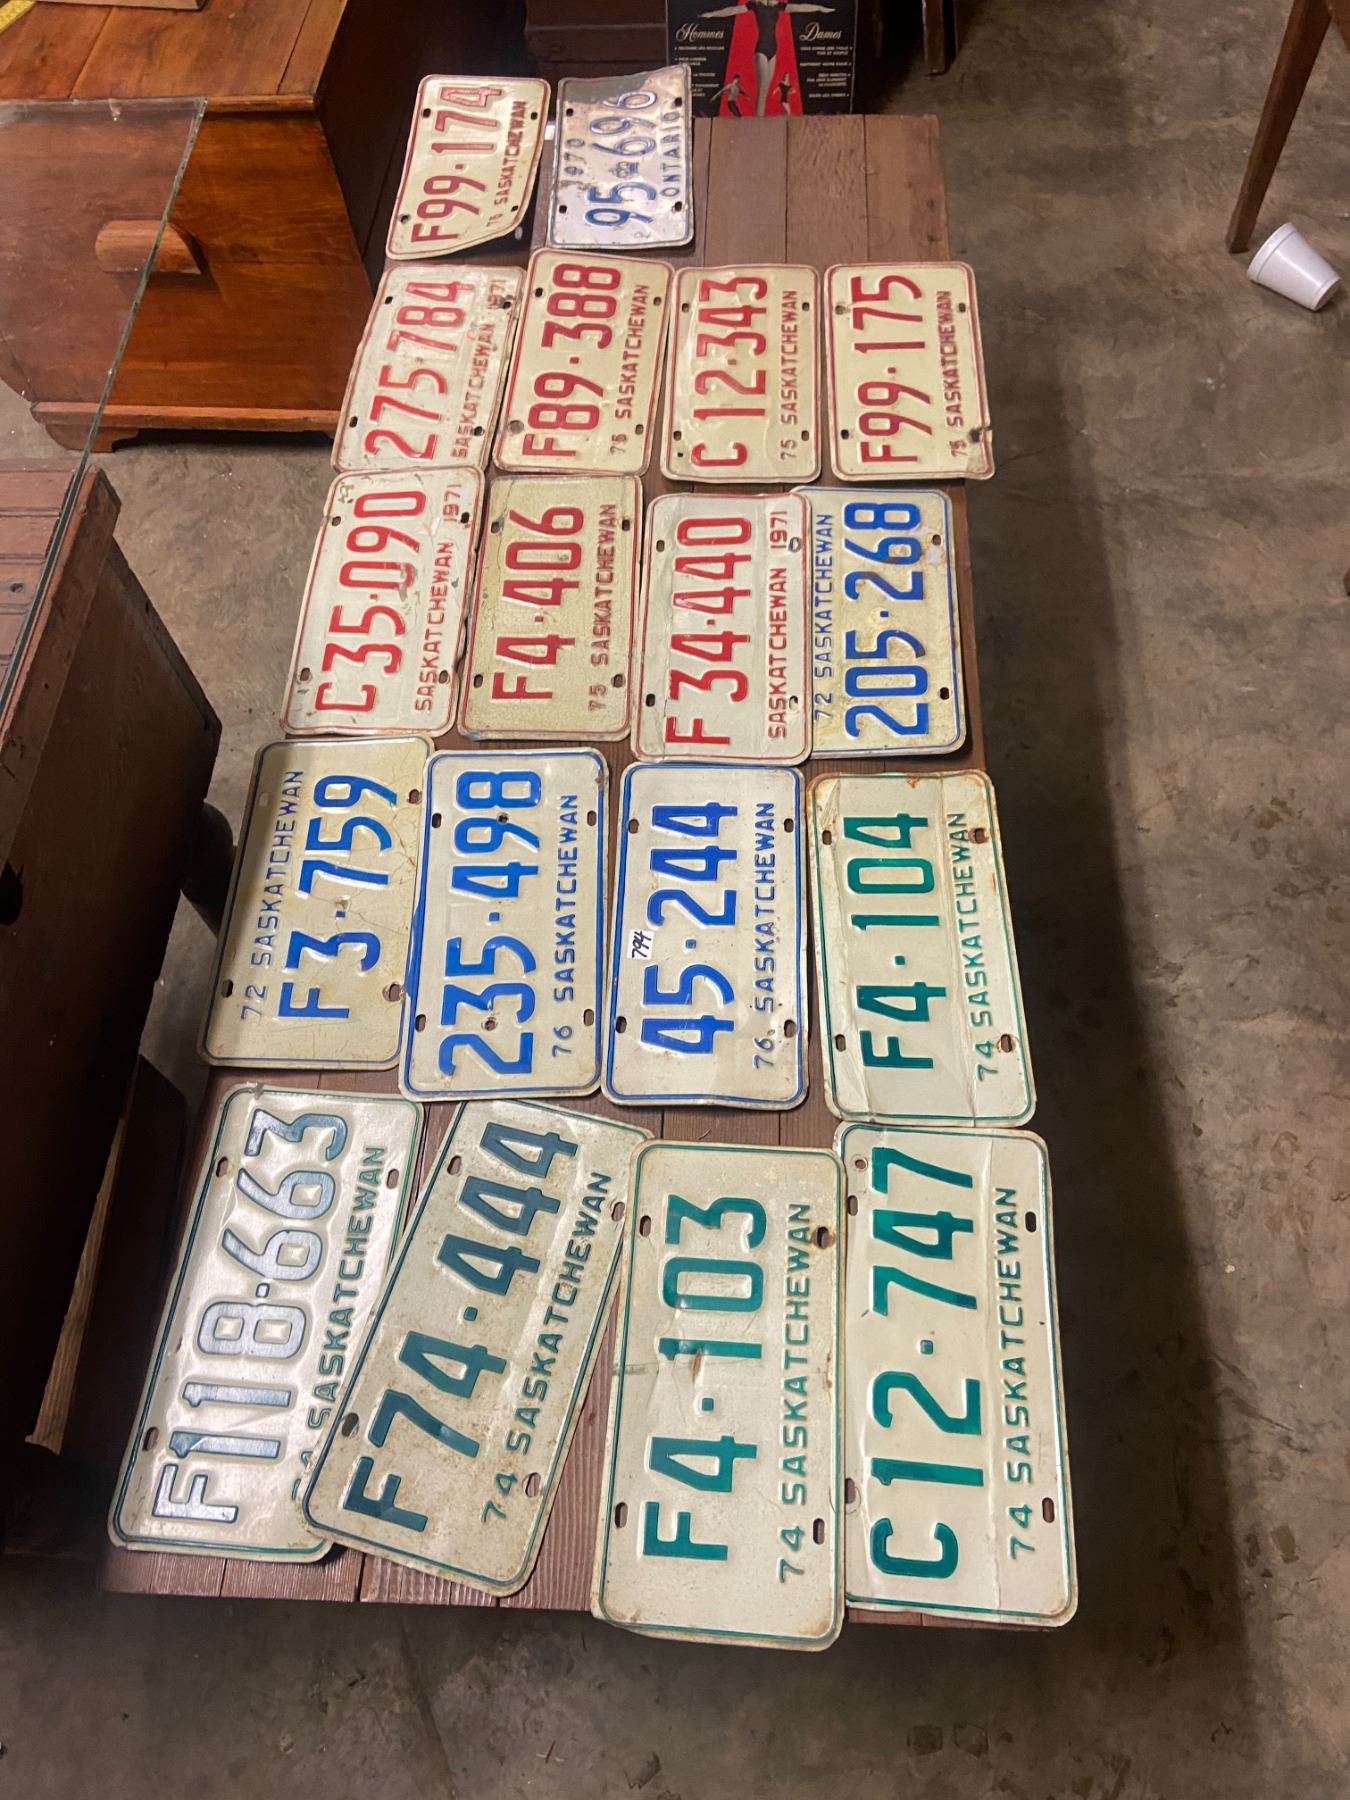 Hommes
Dames
F99·174
76 SASKATCHEWAN
1970
95 696
ONTARIO
275·784
SASKATCHEWAN 1971
F89·388
75 SASKATCHEWAN
C12·343
75 SASKATCHEWAN
F99·175
75 SASKATCHEWAN
C35·090
SASKATCHEWAN 1971
F4·406
75 SASKATCHEWAN
F34·440
SASKATCHEWAN 1971
72 SASKATCHEWAN
205·268
72 SASKATCHEWAN
F3·759
235·498
76 SASKATCHEWAN
794
45·244
76 SASKATCHEWAN
F4·104
74 SASKATCHEWAN
F118·663
SASKATCHEWAN
F74·444
74 SASKATCHEWAN
F4·103
74 SASKATCHEWAN
C12·747
74 SASKATCHEWAN